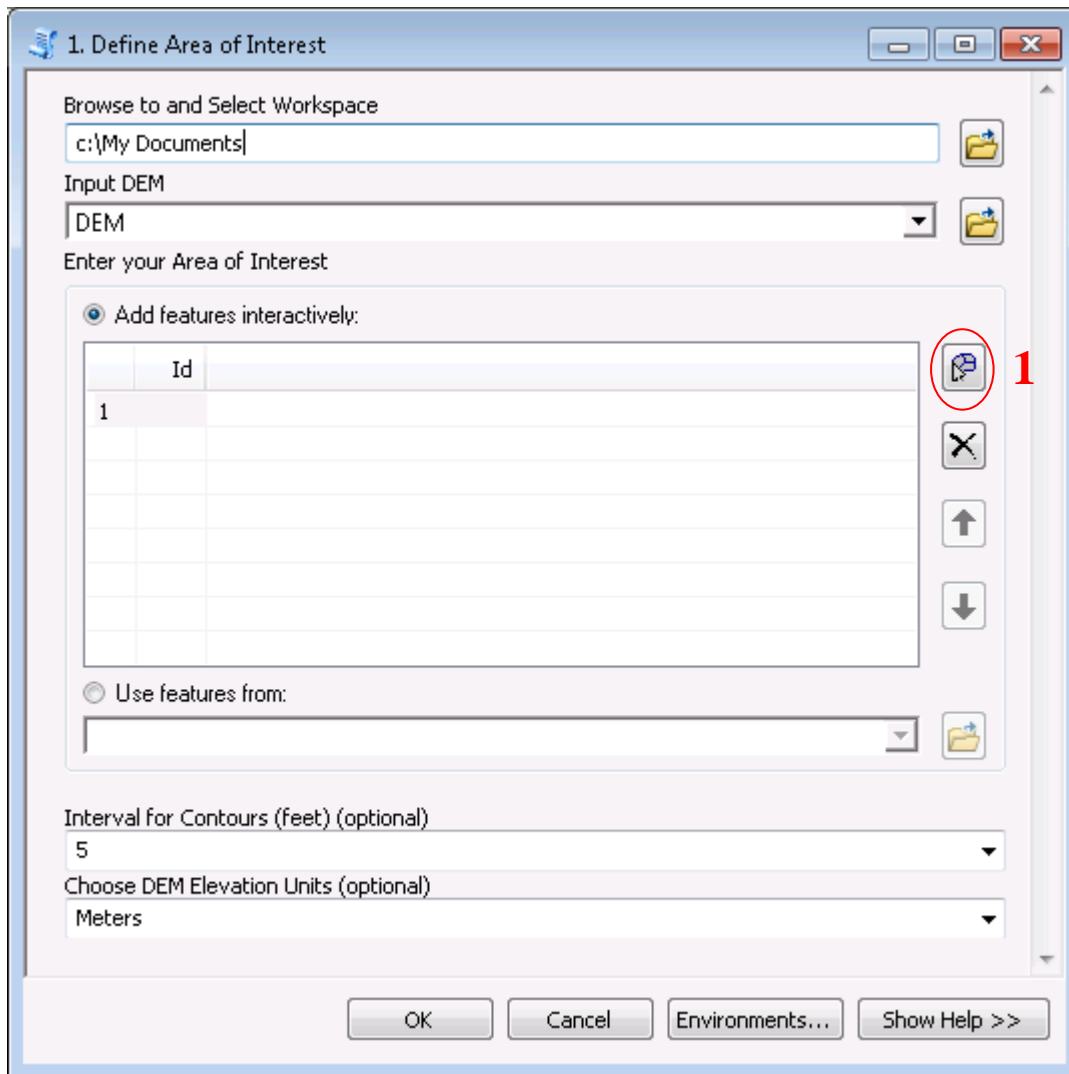 1. Define Area of Interest
Browse to and Select Workspace
c:\My Documents
Input DEM
DEM
Enter your Area of Interest
Add features interactively:
Id
1
1
Use features from:
Interval for Contours (feet) (optional)
5
Choose DEM Elevation Units (optional)
Meters
OK Cancel Environments... Show Help >>